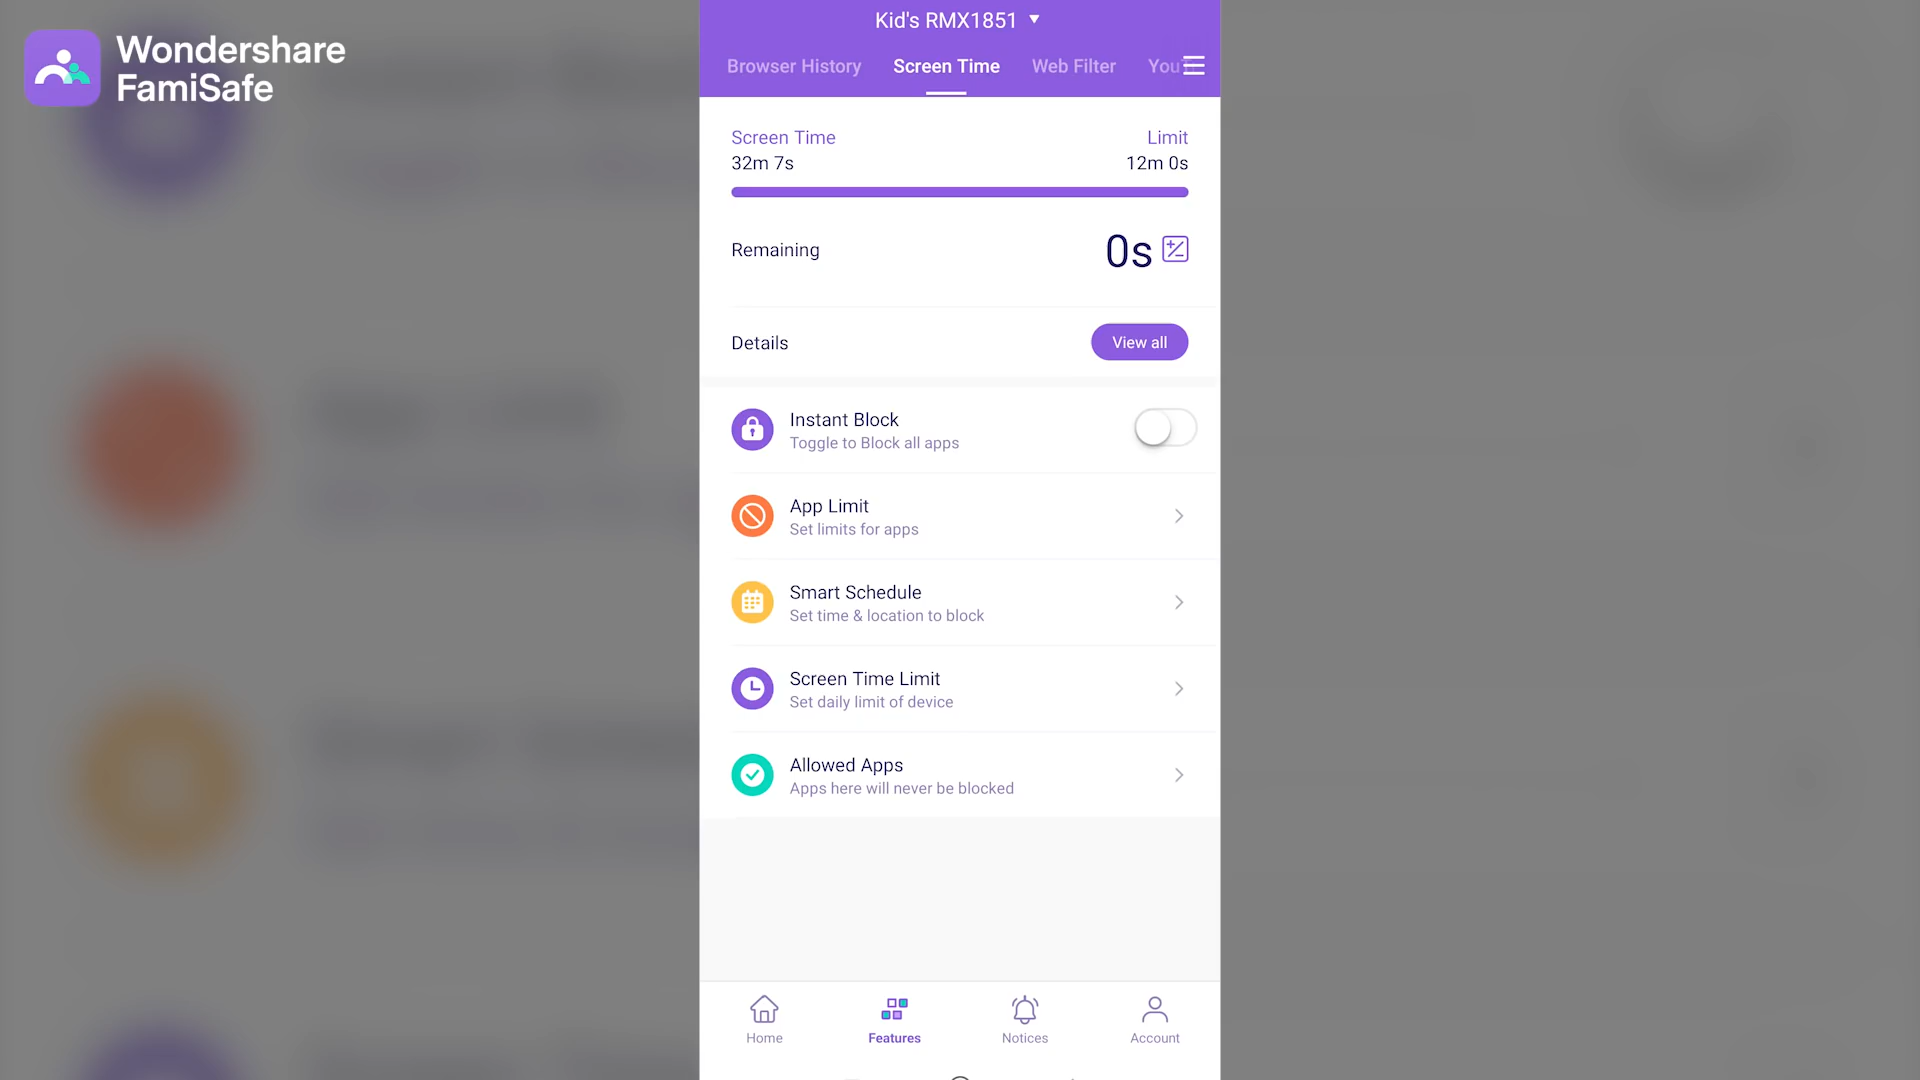 Wondershare
FamiSafe
Kid's RMX1851
Browser History
Screen Time
Web Filter
You
Screen Time
Limit
32m 7s
12m 0s
Remaining
0s
Details
View all
Instant Block
Toggle to Block all apps
App Limit
Set limits for apps
Smart Schedule
Set time & location to block
Screen Time Limit
Set daily limit of device
Allowed Apps
Apps here will never be blocked
Home
Features
Notices
Account